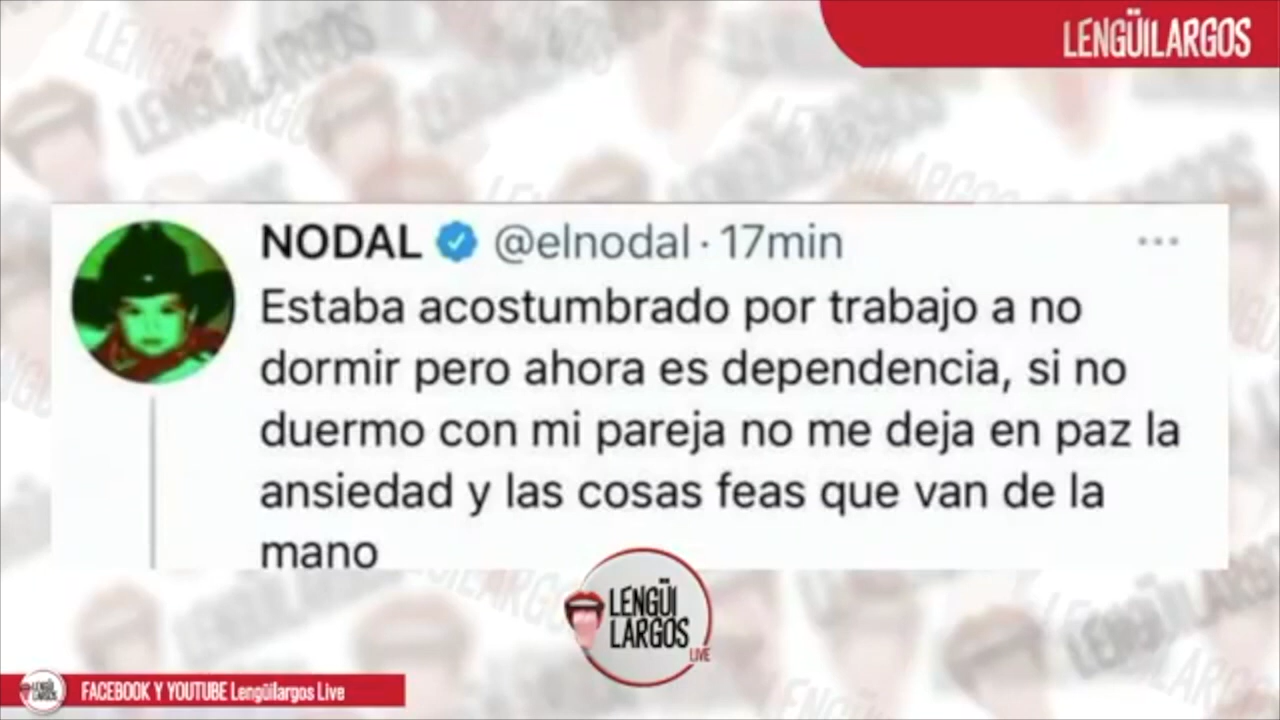 LENGÜILARGOS
NODAL @elnodal · 17min
Estaba acostumbrado por trabajo a no
dormir pero ahora es dependencia, si no
duermo con mi pareja no me deja en paz la
ansiedad y las cosas feas que van de la
mano
LENGÜI
LARGOS
LIVE
FACEBOOK Y YOUTUBE Lengüilargos Live